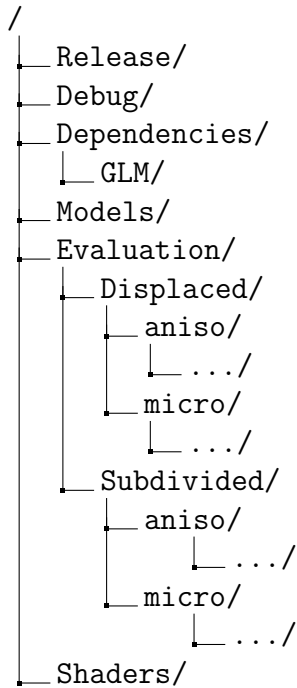 /
Release/
Debug/
Dependencies/
GLM/
Models/
Evaluation/
Displaced/
aniso/
.../
micro/
.../
Subdivided/
aniso/
.../
micro/
.../
Shaders/